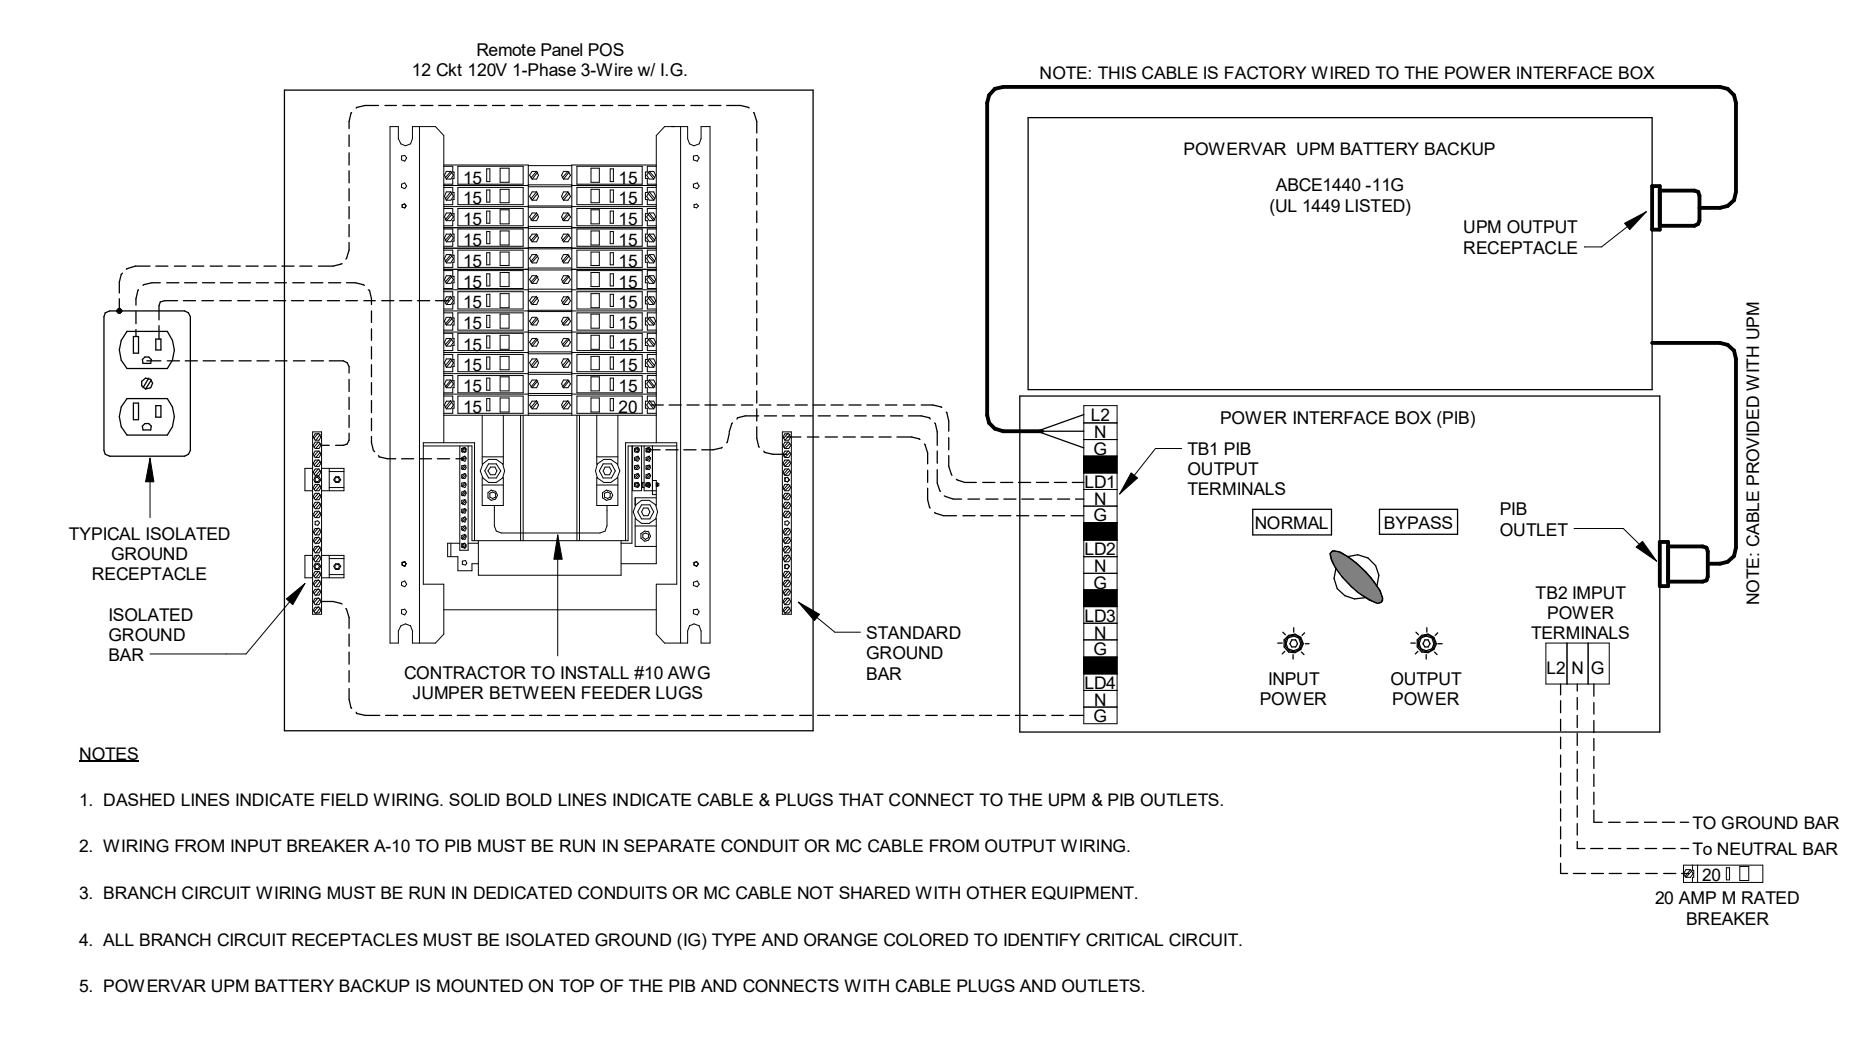 Remote Panel POS
12 Ckt 120V 1-Phase 3-Wire w/ I.G.
NOTE: THIS CABLE IS FACTORY WIRED TO THE POWER INTERFACE BOX
POWERVAR UPM BATTERY BACKUP
ABCE1440 -11G
(UL 1449 LISTED)
UPM OUTPUT
RECEPTACLE
NOTE: CABLE PROVIDED WITH UPM
15 15
15 15
15 15
15 15
15 15
15 15
15 15
15 15
15 15
15 15
15 15
15 20
TYPICAL ISOLATED
GROUND
RECEPTACLE
ISOLATED
GROUND
BAR
CONTRACTOR TO INSTALL #10 AWG
JUMPER BETWEEN FEEDER LUGS
STANDARD
GROUND
BAR
POWER INTERFACE BOX (PIB)
L2
N
G
LD1
N
G
LD2
N
G
LD3
N
G
LD4
N
G
TB1 PIB
OUTPUT
TERMINALS
NORMAL
BYPASS
PIB
OUTLET
INPUT
POWER
OUTPUT
POWER
TB2 IMPUT
POWER
TERMINALS
L2 N G
TO GROUND BAR
To NEUTRAL BAR
20
20 AMP M RATED
BREAKER
NOTES
1. DASHED LINES INDICATE FIELD WIRING. SOLID BOLD LINES INDICATE CABLE & PLUGS THAT CONNECT TO THE UPM & PIB OUTLETS.
2. WIRING FROM INPUT BREAKER A-10 TO PIB MUST BE RUN IN SEPARATE CONDUIT OR MC CABLE FROM OUTPUT WIRING.
3. BRANCH CIRCUIT WIRING MUST BE RUN IN DEDICATED CONDUITS OR MC CABLE NOT SHARED WITH OTHER EQUIPMENT.
4. ALL BRANCH CIRCUIT RECEPTACLES MUST BE ISOLATED GROUND (IG) TYPE AND ORANGE COLORED TO IDENTIFY CRITICAL CIRCUIT.
5. POWERVAR UPM BATTERY BACKUP IS MOUNTED ON TOP OF THE PIB AND CONNECTS WITH CABLE PLUGS AND OUTLETS.